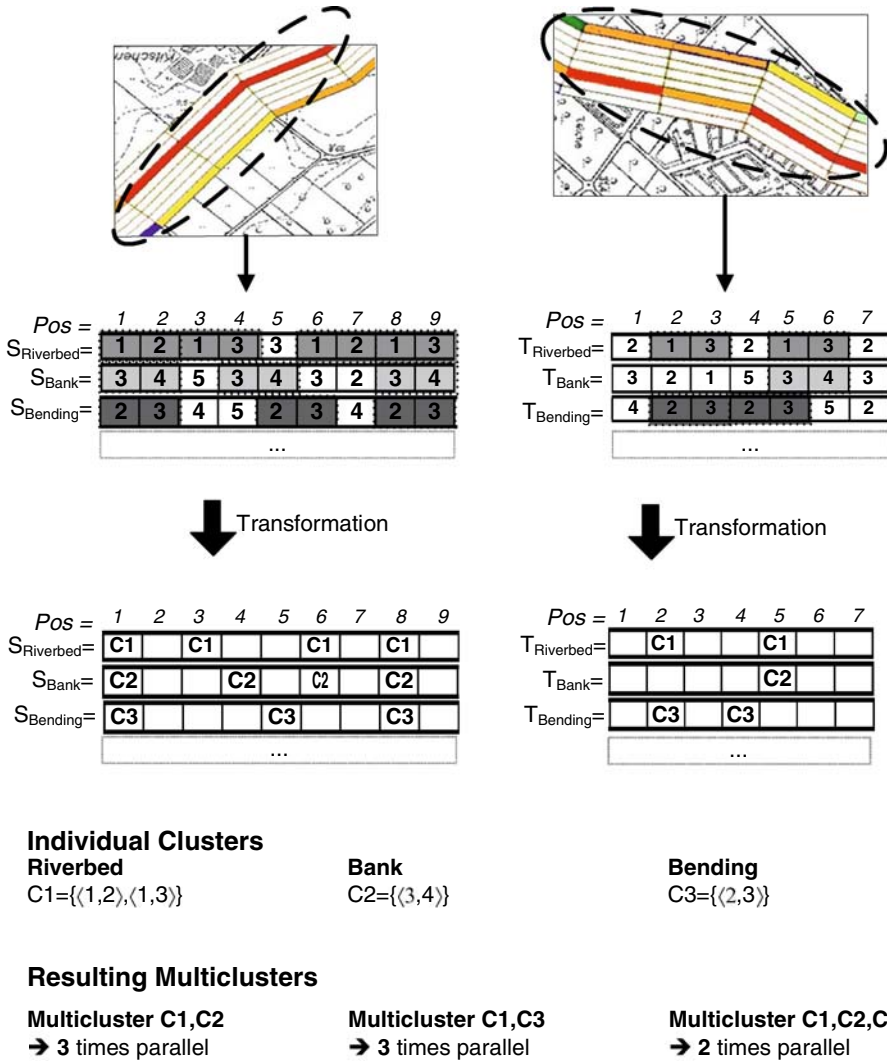 Pos = 1 2 3 4 5 6 7 8 9
SRiverbed= 1 2 1 3 3 1 2 1 3
SBank= 3 4 5 3 4 3 2 3 4
SBending= 2 3 4 5 2 3 4 2 3
...
Pos = 1 2 3 4 5 6 7
TRiverbed= 2 1 3 2 1 3 2
TBank= 3 2 1 5 3 4 3
TBending= 4 2 3 2 3 5 2
...
Transformation
Transformation
Pos = 1 2 3 4 5 6 7 8 9
SRiverbed= C1 C1 C1 C1
SBank= C2 C2 C2 C2
SBending= C3 C3 C3
...
Pos = 1 2 3 4 5 6 7
TRiverbed= C1 C1
TBank= C2
TBending= C3 C3
...
Individual Clusters
Riverbed
C1={⟨1,2⟩,⟨1,3⟩}
Bank
C2={⟨3,4⟩}
Bending
C3={⟨2,3⟩}
Resulting Multiclusters
Multicluster C1,C2
➔ 3 times parallel
Multicluster C1,C3
➔ 3 times parallel
Multicluster C1,C2,C
➔ 2 times parallel